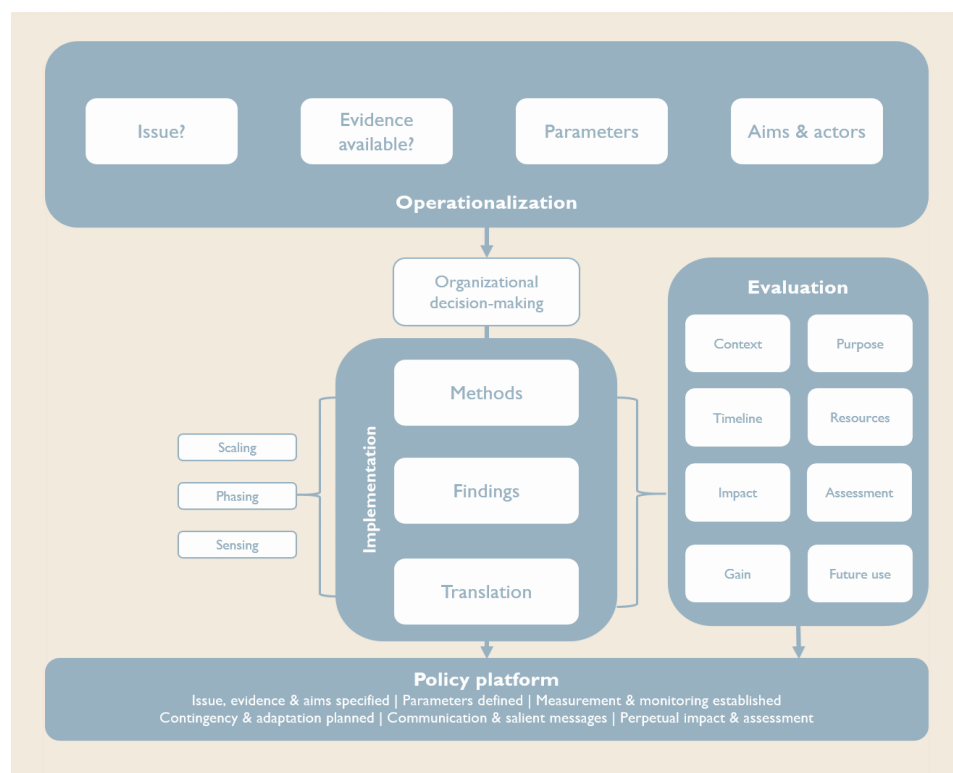 Issue?
Evidence
available?
Parameters
Aims & actors
Operationalization
Organizational
decision-making
Implementation
Methods
Findings
Translation
Scaling
Phasing
Sensing
Evaluation
Context
Purpose
Timeline
Resources
Impact
Assessment
Gain
Future use
Policy platform
Issue, evidence & aims specified | Parameters defined | Measurement & monitoring established
Contingency & adaptation planned | Communication & salient messages | Perpetual impact & assessment